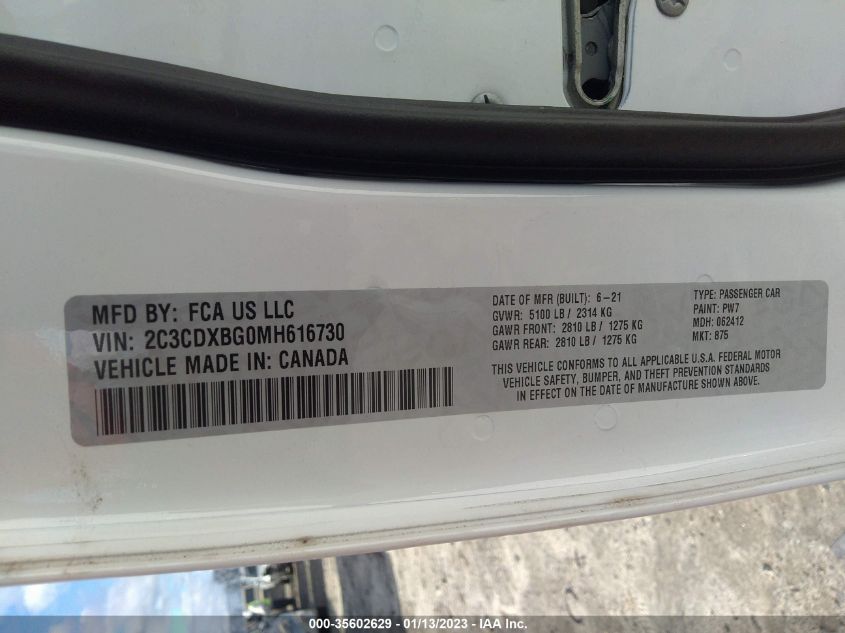 MFD BY: FCA US LLC
VIN: 2C3CDXBG0MH616730
VEHICLE MADE IN: CANADA
DATE OF MFR (BUILT): 6-21
GVWR: 5100 LB / 2314 KG
GAWR FRONT: 2810 LB / 1275 KG
GAWR REAR: 2810 LB / 1275 KG
TYPE: PASSENGER CAR
PAINT: PW7
MDH: 062412
MKT: 875
THIS VEHICLE CONFORMS TO ALL APPLICABLE U.S.A. FEDERAL MOTOR
VEHICLE SAFETY, BUMPER, AND THEFT PREVENTION STANDARDS
IN EFFECT ON THE DATE OF MANUFACTURE SHOWN ABOVE.
000-35602629 - 01/13/2023 - IAA Inc.